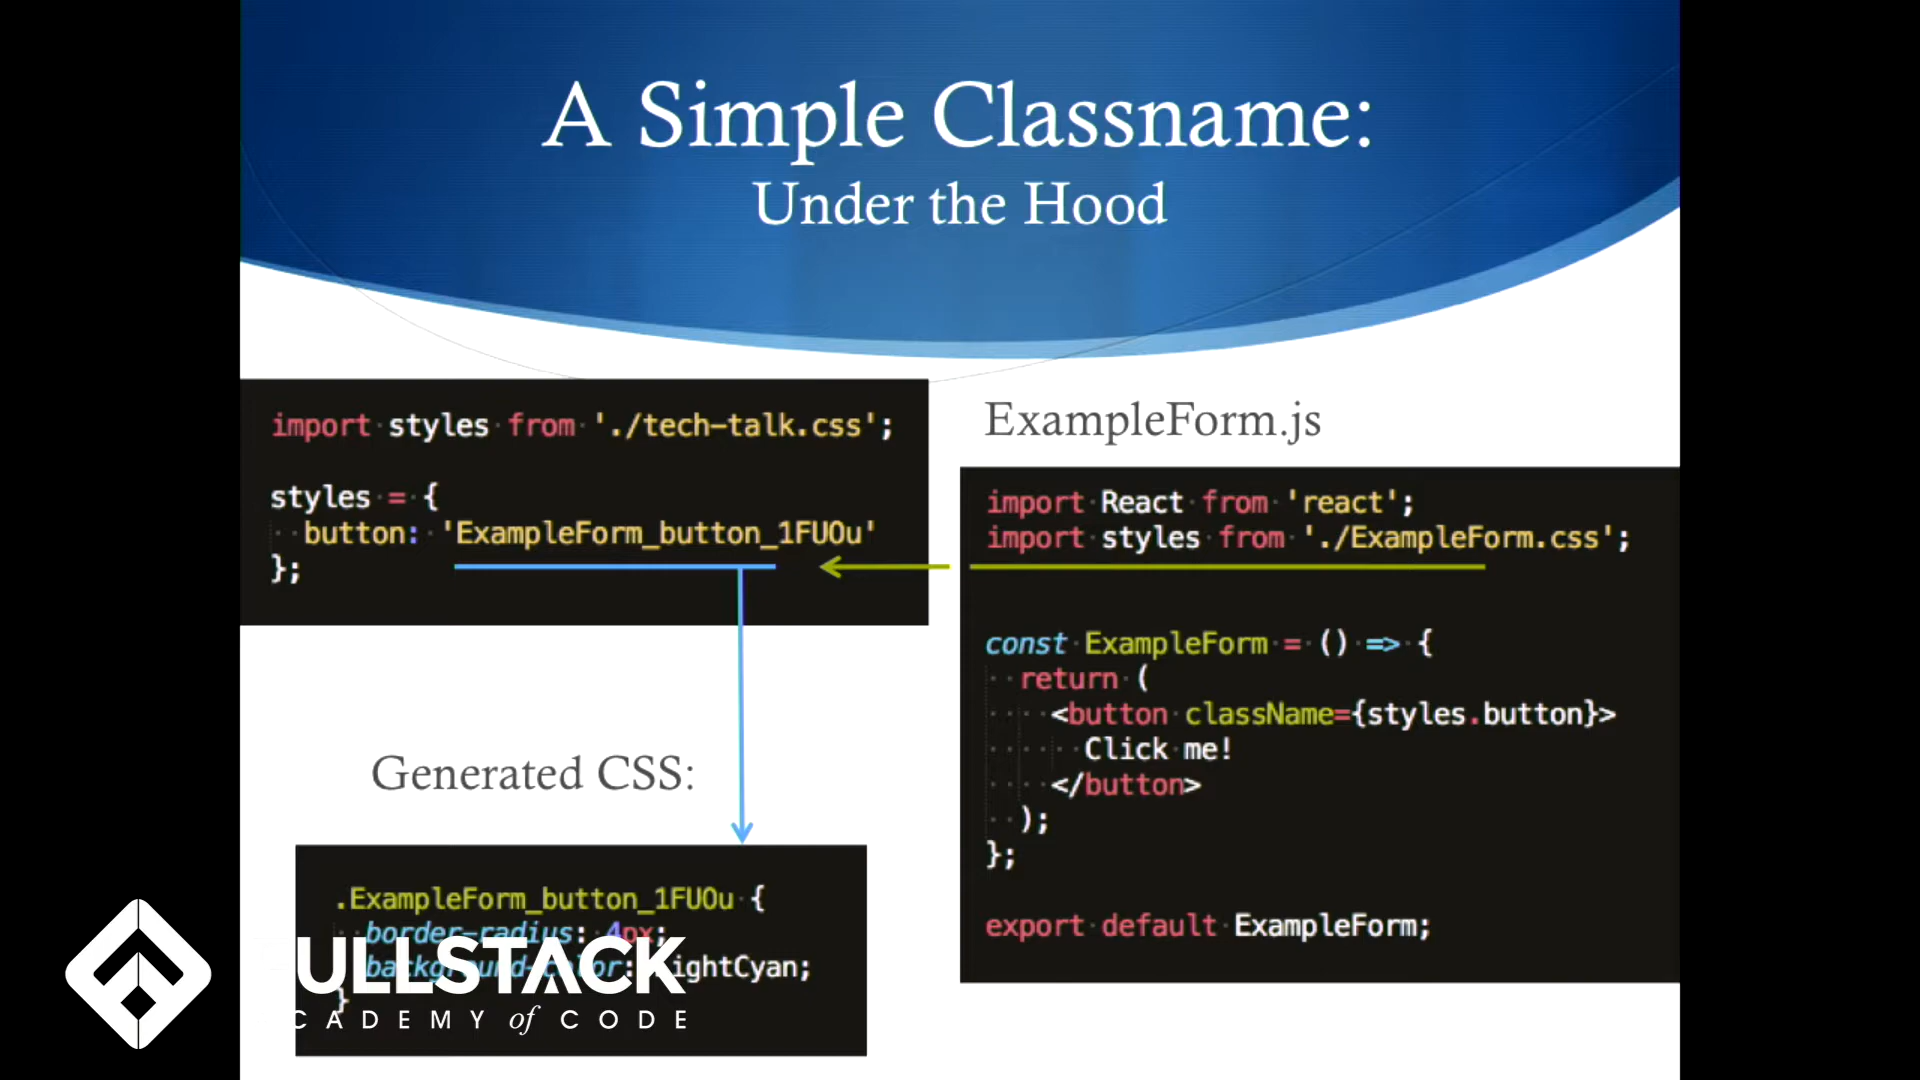 A Simple Classname:
Under the Hood
import styles from './tech-talk.css';
styles = {
button: 'ExampleForm_button_1FUOu'
};
ExampleForm.js
import React from 'react';
import styles from './ExampleForm.css';
const ExampleForm = () => {
return (
<button className={styles.button}>
Click me!
</button>
);
};
export default ExampleForm;
Generated CSS:
.ExampleForm_button_1FUOu {
border-radius: 4px;
background-color: LightCyan;
}
FULLSTACK
ACADEMY of CODE